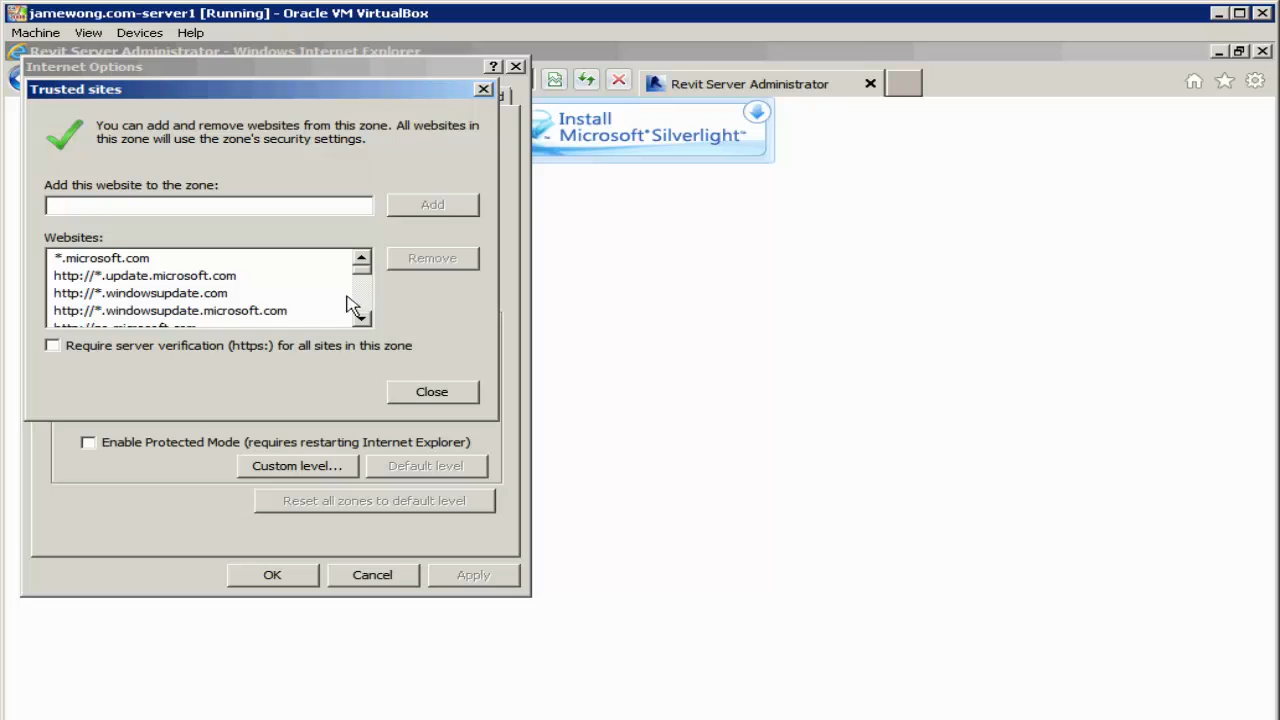 jamewong.com-server1 [Running] - Oracle VM VirtualBox
Machine View Devices Help
Revit Server Administrator - Windows Internet Explorer
Internet Options
Trusted sites
Revit Server Administrator
You can add and remove websites from this zone. All websites in
this zone will use the zone's security settings.
Install
Microsoft Silverlight™
Add this website to the zone:
Add
Websites:
*.microsoft.com
Remove
http://*.update.microsoft.com
http://*.windowsupdate.com
http://*.windowsupdate.microsoft.com
Require server verification (https:) for all sites in this zone
Close
Enable Protected Mode (requires restarting Internet Explorer)
Custom level...
Default level
Reset all zones to default level
OK
Cancel
Apply